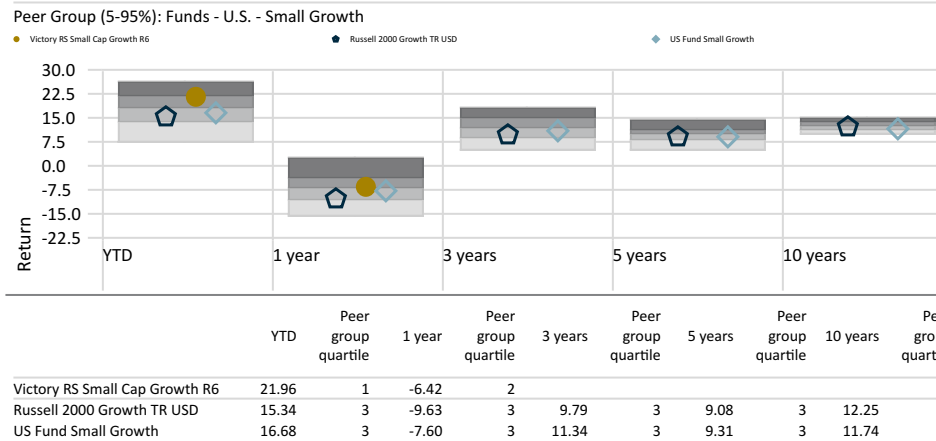 Peer Group (5-95%): Funds - U.S. - Small Growth
Victory RS Small Cap Growth R6 Russell 2000 Growth TR USD US Fund Small Growth
30.0
22.5
15.0
7.5
0.0
-7.5
-15.0
-22.5
Return
YTD 1 year 3 years 5 years 10 years
Peer Peer Peer Peer Pe
YTD group 1 year group 3 years group 5 years group 10 years gro
quartile quartile quartile quartile quart
Victory RS Small Cap Growth R6 21.96 1 -6.42 2
Russell 2000 Growth TR USD 15.34 3 -9.63 3 9.79 3 9.08 3 12.25
US Fund Small Growth 16.68 3 -7.60 3 11.34 3 9.31 3 11.74